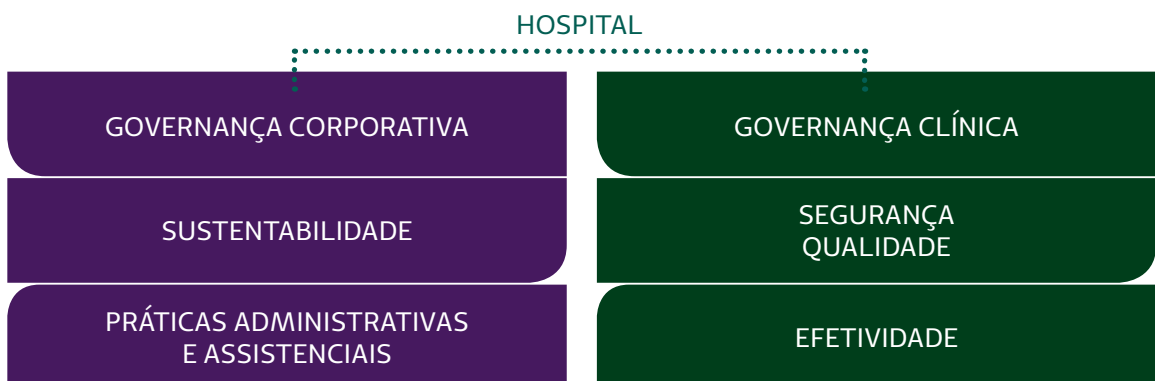 HOSPITAL
GOVERNANÇA CORPORATIVA
SUSTENTABILIDADE
PRÁTICAS ADMINISTRATIVAS
E ASSISTENCIAIS
GOVERNANÇA CLÍNICA
SEGURANÇA
QUALIDADE
EFETIVIDADE